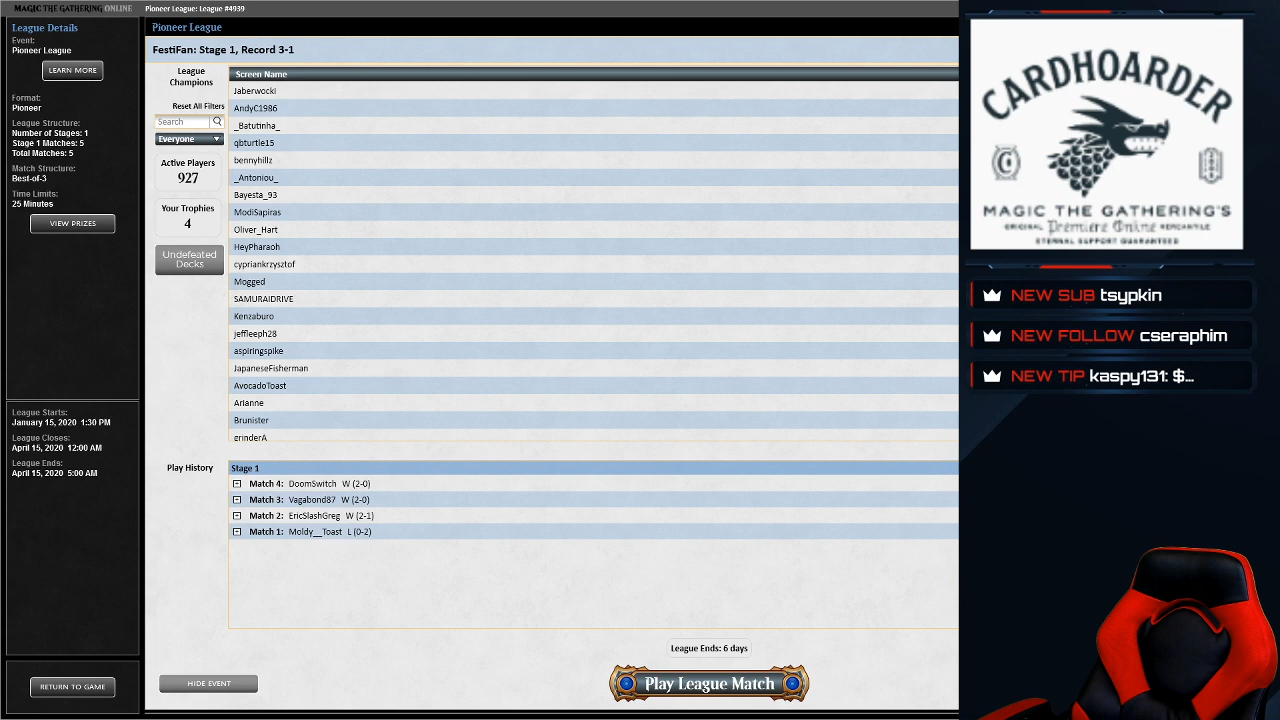 MAGIC THE GATHERING ONLINE
Pioneer League: League #4939
League Details
Event:
Pioneer League
LEARN MORE
Format:
Pioneer
League Structure:
Number of Stages: 1
Stage 1 Matches: 5
Total Matches: 5
Match Structure:
Best-of-3
Time Limits:
25 Minutes
VIEW PRIZES
League Starts:
January 15, 2020 1:30 PM
League Closes:
April 15, 2020 12:00 AM
League Ends:
April 15, 2020 5:00 AM
RETURN TO GAME
Pioneer League
FestiFan: Stage 1, Record 3-1
League
Champions
Reset All Filters
Search
Everyone
Active Players
927
Your Trophies
4
Undefeated
Decks
Screen Name
Jaberwocki
AndyC1986
_Batutinha_
qbturtle15
bennyhillz
_Antoniou_
Bayesta_93
ModiSapiras
Oliver_Hart
HeyPharaoh
cypriankrzysztof
Mogged
SAMURAIDRIVE
Kenzaburo
jeffleeph28
aspiringspike
JapaneseFisherman
AvocadoToast
Arianne
Brunister
grinderA
Play History
Stage 1
Match 4: DoomSwitch W (2-0)
Match 3: Vagabond87 W (2-0)
Match 2: EricSlashGreg W (2-1)
Match 1: Moldy__Toast L (0-2)
League Ends: 6 days
HIDE EVENT
Play League Match
CARDHOARDER
C
MAGIC THE GATHERING'S
ORIGINAL Premiere Online MERCANTILE
ETERNAL SUPPORT GUARANTEED
NEW SUB tsypkin
NEW FOLLOW cseraphim
NEW TIP kaspy131: $...